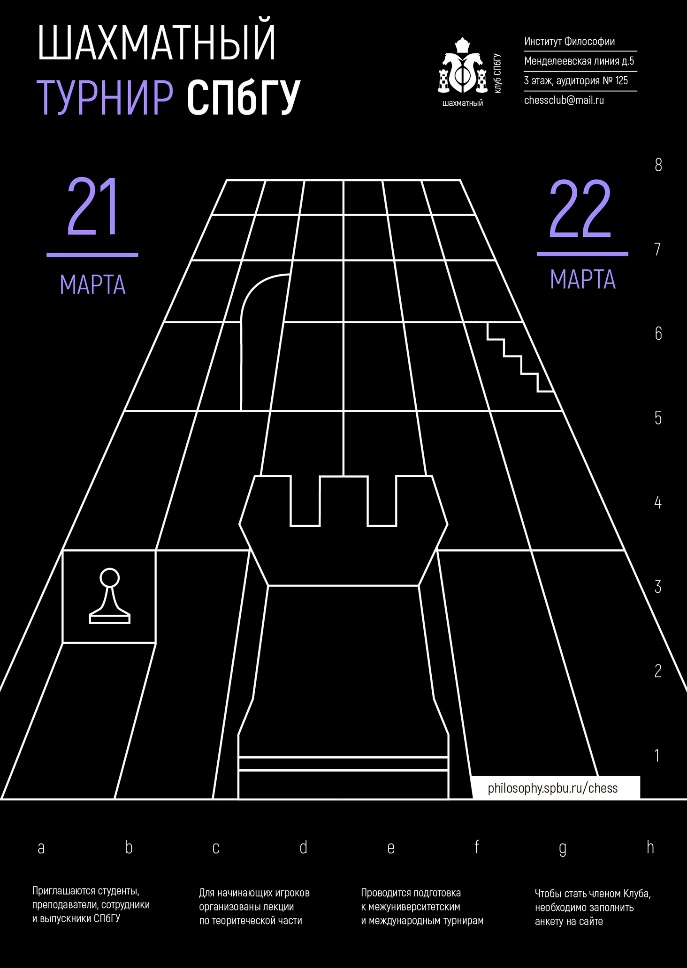 ШАХМАТНЫЙ
ТУРНИР СПбГУ
шахматный
клуб СПбГУ
Институт Философии
Менделеевская линия д.5
3 этаж, аудитория № 125
chessclub@mail.ru
21
МАРТА
22
МАРТА
8
7
6
5
4
3
2
1
philosophy.spbu.ru/chess
a b c d e f g h
Приглашаются студенты,
преподаватели, сотрудники
и выпускники СПбГУ
Для начинающих игроков
организованы лекции
по теоритеческой части
Проводится подготовка
к межуниверситетским
и международным турнирам
Чтобы стать членом Клуба,
необходимо заполнить
анкету на сайте